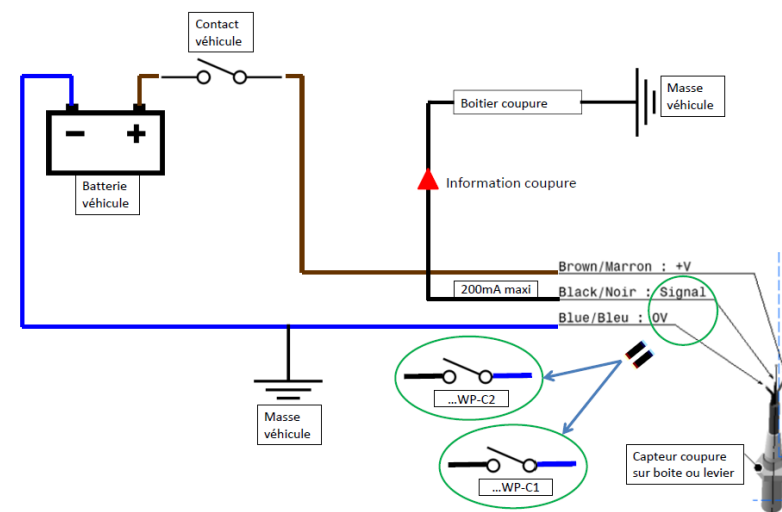 Contact
véhicule
Masse
véhicule
Boitier coupure
− +
Batterie
véhicule
Information coupure
Brown/Marron : +V
200mA maxi
Black/Noir : Signal
Blue/Bleu : 0V
...WP-C2
Masse
véhicule
...WP-C1
Capteur coupure
sur boite ou levier